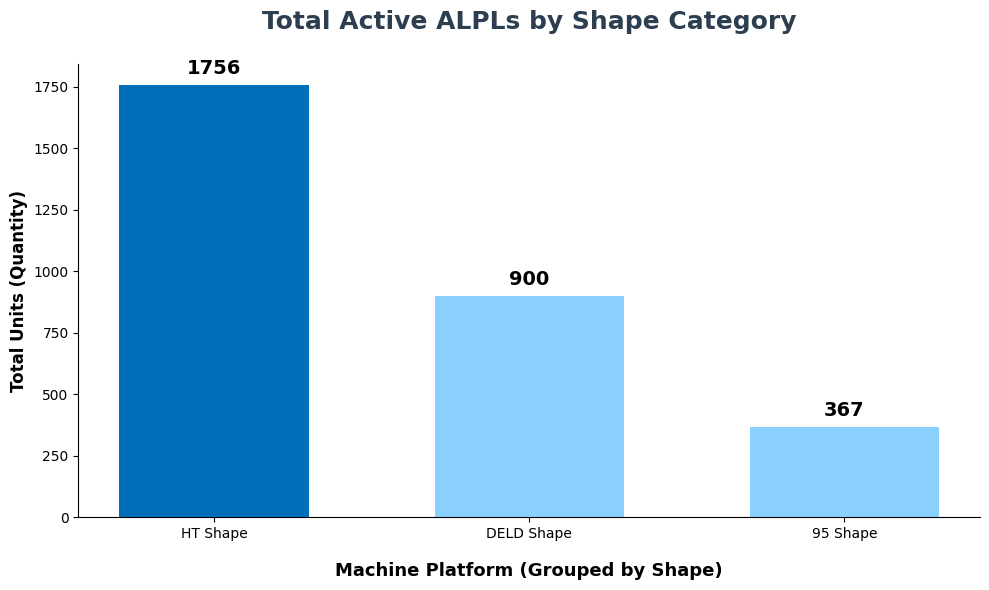 Total Active ALPLs by Shape Category
Total Units (Quantity)
1750
1500
1250
1000
750
500
250
0
1756
900
367
HT Shape
DELD Shape
95 Shape
Machine Platform (Grouped by Shape)